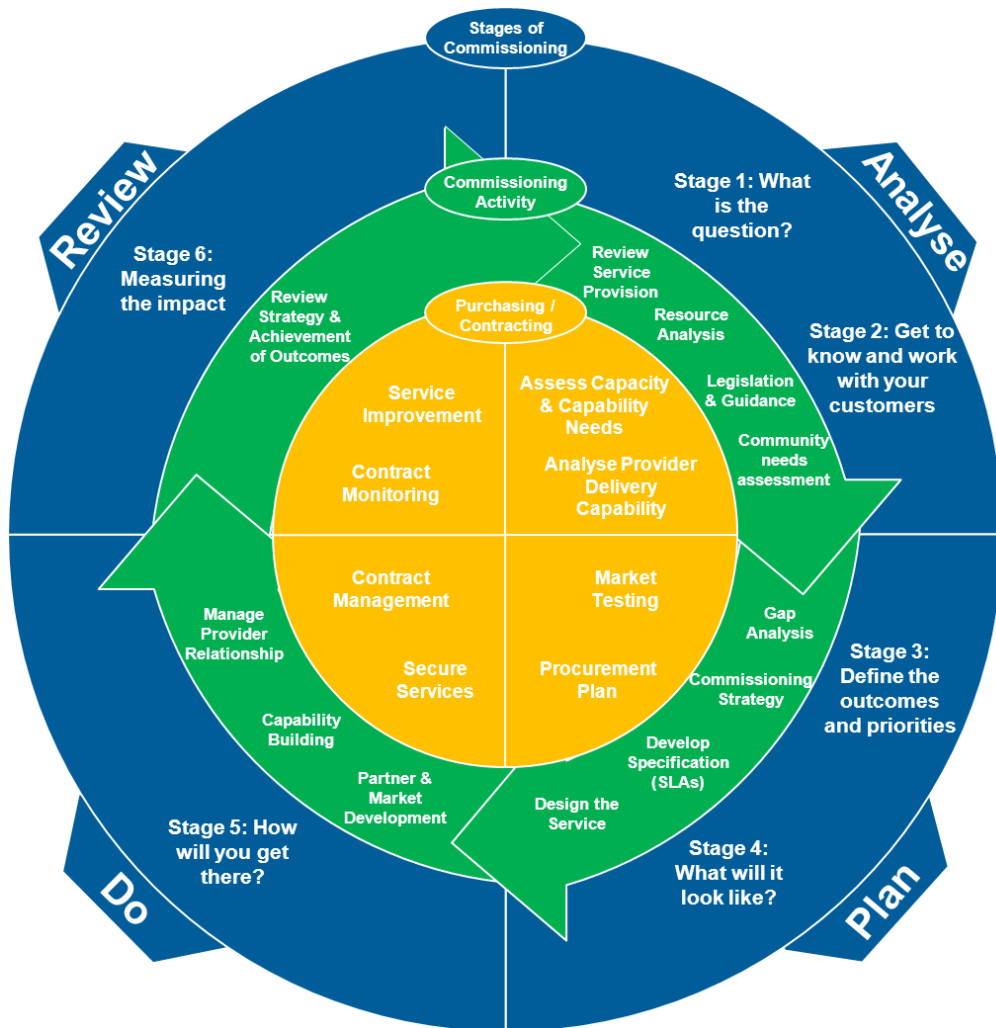 Stages of
Commissioning
Review
Analyse
Commissioning
Activity
Stage 1: What
is the
question?
Stage 6:
Measuring
the impact
Review
Service
Provision
Review
Strategy &
Achievement
of Outcomes
Purchasing /
Contracting
Resource
Analysis
Stage 2: Get to
know and work
with your
customers
Legislation
& Guidance
Community
needs
assessment
Service
Improvement
Assess Capacity
& Capability
Needs
Contract
Monitoring
Analyse Provider
Delivery
Capability
Contract
Management
Market
Testing
Secure
Services
Procurement
Plan
Gap
Analysis
Commissioning
Strategy
Stage 3:
Define the
outcomes
and priorities
Develop
Specification
(SLAs)
Design the
Service
Stage 4:
What will it
look like?
Manage
Provider
Relationship
Capability
Building
Partner &
Market
Development
Stage 5: How
will you get
there?
Do
Plan